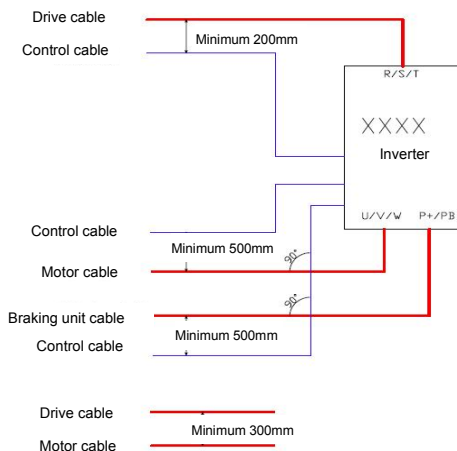 Drive cable
Minimum 200mm
Control cable
R/S/T
XXXX
Inverter
U/V/W P+/PB
Control cable
Minimum 500mm
90°
Motor cable
90°
Braking unit cable
Minimum 500mm
Control cable
Drive cable
Minimum 300mm
Motor cable